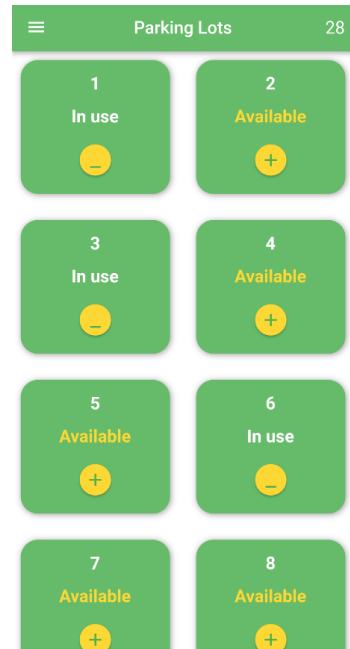 Parking Lots 28
1 2
In use Available
- +
3 4
In use Available
- +
5 6
Available In use
+ -
7 8
Available Available
+ +